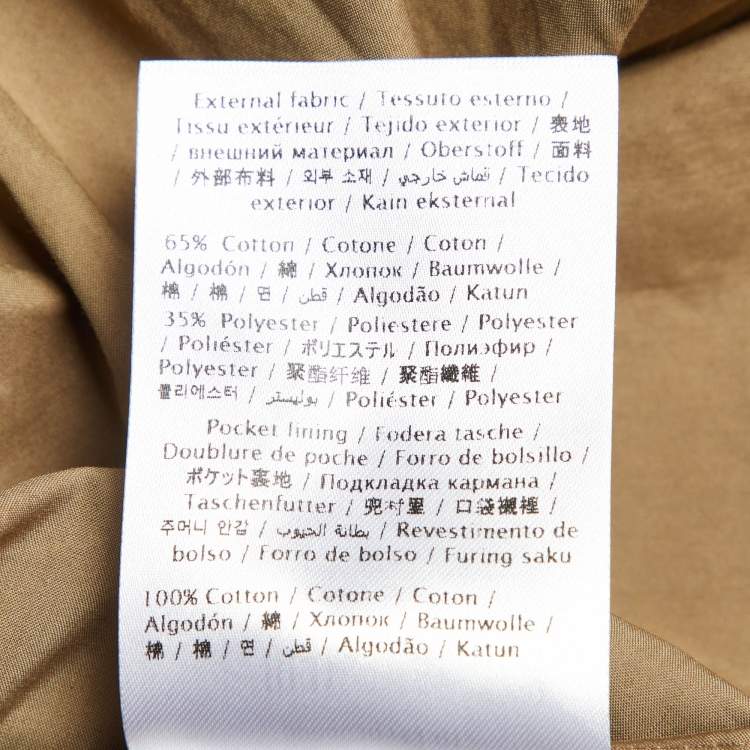 External fabric / Tessuto esterno /
Tissu extérieur / Tejido exterior / 表地
/ внешний материал / Oberstoff / 面料
/ 外部布料 / 외부 소재 / قماش خارجي / Tecido
exterior / Kain eksternal
65% Cotton / Cotone / Coton /
Algodón / 綿 / Хлопок / Baumwolle /
棉 / 棉 / 면 / قطن / Algodão / Katun
35% Polyester / Poliestere / Polyester
/ Poliéster / ポリエステル / Полиэфир /
Polyester / 聚酯纤维 / 聚酯纖維 /
폴리에스터 / بوليستر / Poliéster / Polyester
Pocket lining / Fodera tasche /
Doublure de poche / Forro de bolsillo /
ポケット裏地 / Подкладка кармана /
Taschenfutter / 兜衬里 / 口袋襯裡 /
주머니 안감 / بطانة الجيوب / Revestimento de
bolso / Forro de bolso / Furing saku
100% Cotton / Cotone / Coton /
Algodón / 綿 / Хлопок / Baumwolle /
棉 / 棉 / 면 / قطن / Algodão / Katun